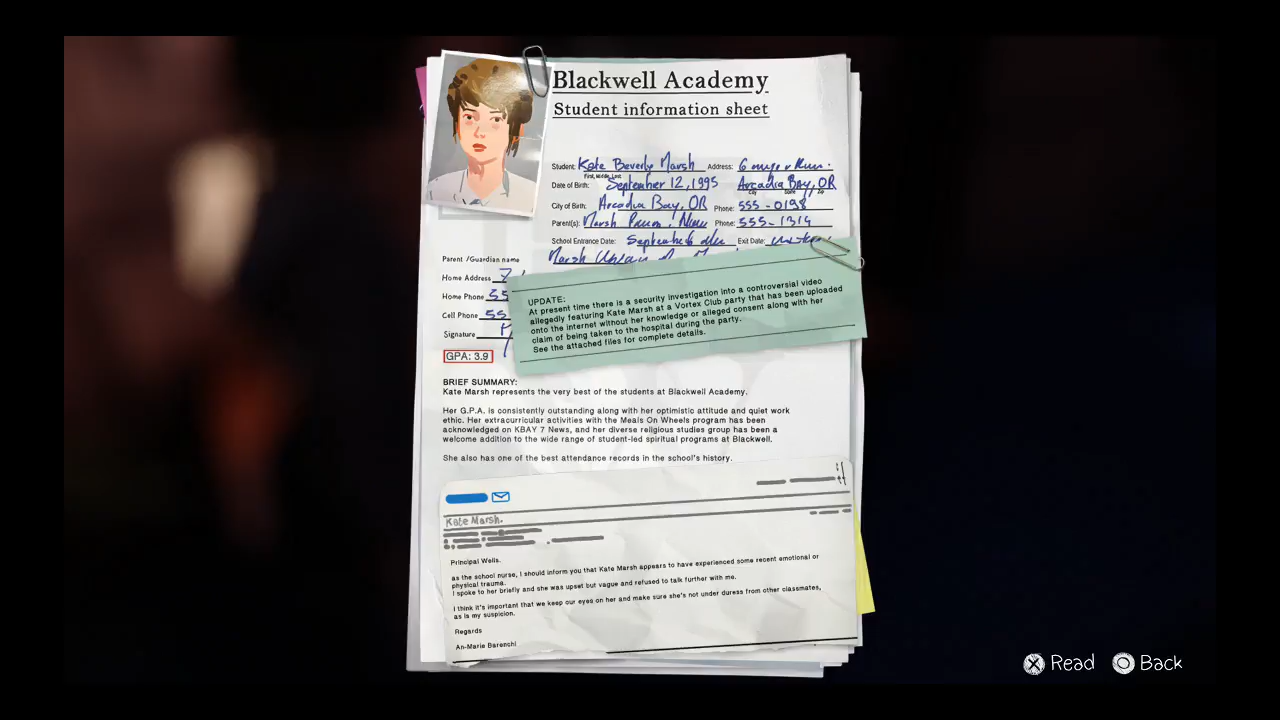 Blackwell Academy
Student information sheet
Student: Kate Beverly Marsh Address:
First, Middle, Last
Date of Birth: September 12, 1995 Arcadia Bay, OR
City State Zip
City of Birth: Arcadia Bay, OR Phone: 555-0198
Parent(s): Marsh Phone: 555-1314
School Entrance Date: Exit Date:
Marsh
Parent /Guardian name
Home Address
Home Phone 55
Cell Phone 55
Signature
GPA: 3.9
UPDATE:
At present time there is a security investigation into a controversial video
allegedly featuring Kate Marsh at a Vortex Club party that has been uploaded
onto the internet without her knowledge or alleged consent along with her
claim of being taken to the hospital during the party.
See the attached files for complete details.
BRIEF SUMMARY:
Kate Marsh represents the very best of the students at Blackwell Academy.
Her G.P.A. is consistently outstanding along with her optimistic attitude and quiet work
ethic. Her extracurricular activities with the Meals On Wheels program has been
acknowledged on KBAY 7 News, and her diverse religious studies group has been a
welcome addition to the wide range of student-led spiritual programs at Blackwell.
She also has one of the best attendance records in the school's history.
Kate Marsh.
Principal Wells.
as the school nurse, I should inform you that Kate Marsh appears to have experienced some recent emotional or
physical trauma.
I spoke to her briefly and she was upset but vague and refused to talk further with me.
I think it's important that we keep our eyes on her and make sure she's not under duress from other classmates,
as is my suspicion.
Regards
An-Marie Barenchi
Read Back